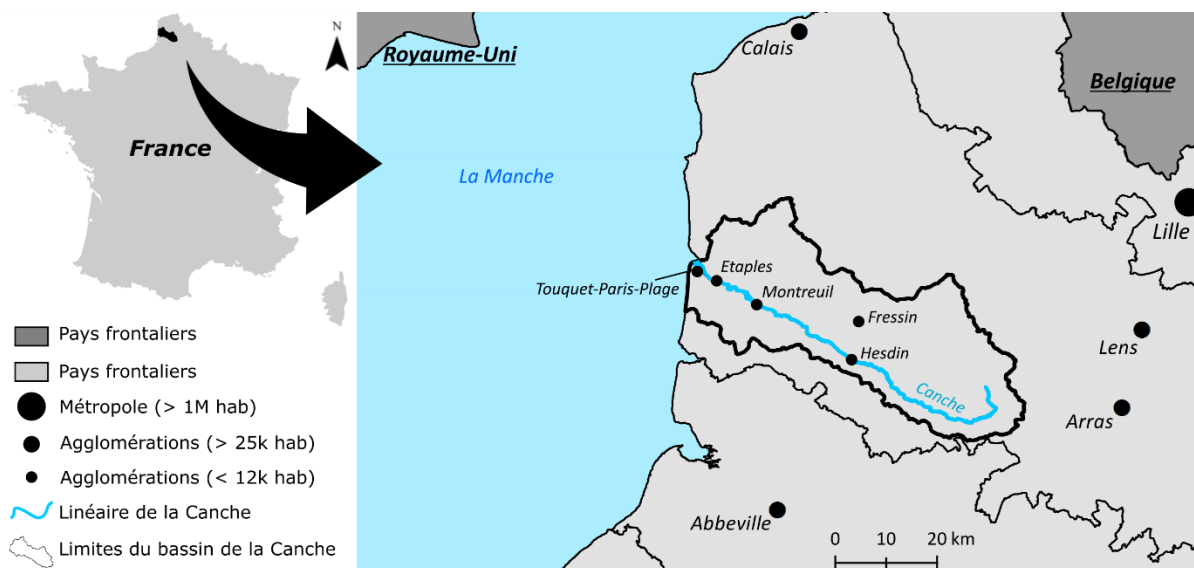 N
France
Pays frontaliers
Pays frontaliers
Métropole (> 1M hab)
Agglomérations (> 25k hab)
Agglomérations (< 12k hab)
Linéaire de la Canche
Limites du bassin de la Canche
Royaume-Uni
Calais
Belgique
La Manche
Lille
Etaples
Touquet-Paris-Plage
Montreuil
Fressin
Lens
Hesdin
Canche
Arras
Abbeville
0 10 20 km